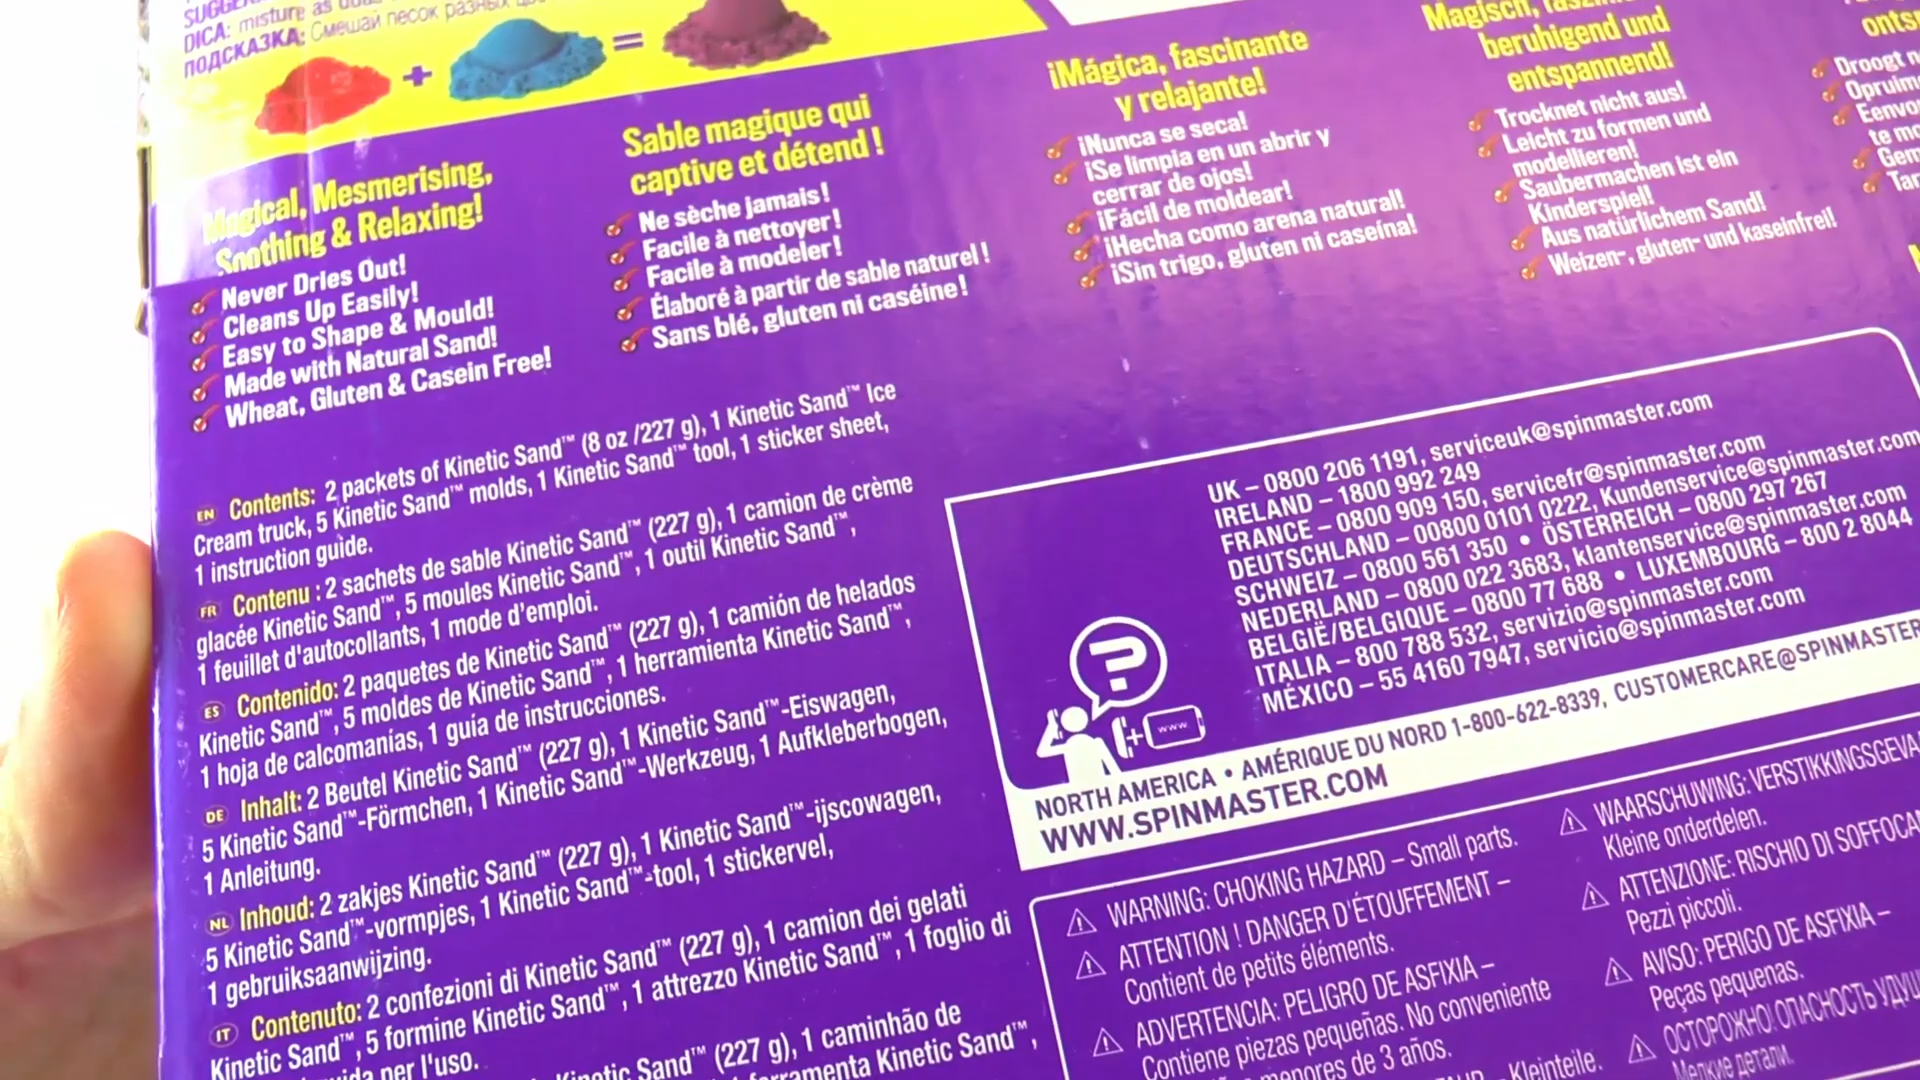 DICA: misture as
ПОДСКАЗКА: Смешай песок разных
+ =
Magical, Mesmerising,
Soothing & Relaxing!
Never Dries Out!
Cleans Up Easily!
Easy to Shape & Mould!
Made with Natural Sand!
Wheat, Gluten & Casein Free!
Sable magique qui
captive et détend !
Ne sèche jamais !
Facile à nettoyer !
Facile à modeler !
Élaboré à partir de sable naturel !
Sans blé, gluten ni caséine !
¡Mágica, fascinante
y relajante!
¡Nunca se seca!
¡Se limpia en un abrir y
cerrar de ojos!
¡Fácil de moldear!
¡Hecha como arena natural!
¡Sin trigo, gluten ni caseína!
Magisch,
beruhigend und
entspannend!
Trocknet nicht aus!
Leicht zu formen und
modellieren!
Saubermachen ist ein
Kinderspiel!
Aus natürlichem Sand!
Weizen-, gluten- und kaseinfrei!
Droogt
te
EN Contents: 2 packets of Kinetic Sand™ (8 oz /227 g), 1 Kinetic Sand™ Ice
Cream truck, 5 Kinetic Sand™ molds, 1 Kinetic Sand™ tool, 1 sticker sheet,
1 instruction guide.
FR Contenu : 2 sachets de sable Kinetic Sand™ (227 g), 1 camion de crème
glacée Kinetic Sand™, 5 moules Kinetic Sand™, 1 outil Kinetic Sand™,
1 feuillet d'autocollants, 1 mode d'emploi.
ES Contenido: 2 paquetes de Kinetic Sand™ (227 g), 1 camión de helados
Kinetic Sand™, 5 moldes de Kinetic Sand™, 1 herramienta Kinetic Sand™,
1 hoja de calcomanías, 1 guía de instrucciones.
DE Inhalt: 2 Beutel Kinetic Sand™ (227 g), 1 Kinetic Sand™-Eiswagen,
5 Kinetic Sand™-Förmchen, 1 Kinetic Sand™-Werkzeug, 1 Aufkleberbogen,
1 Anleitung.
NL Inhoud: 2 zakjes Kinetic Sand™ (227 g), 1 Kinetic Sand™-ijscowagen,
5 Kinetic Sand™-vormpjes, 1 Kinetic Sand™-tool, 1 stickervel,
1 gebruiksaanwijzing.
IT Contenuto: 2 confezioni di Kinetic Sand™ (227 g), 1 camion dei gelati
Kinetic Sand™, 5 formine Kinetic Sand™, 1 attrezzo Kinetic Sand™, 1 foglio di
per l'uso.
Kinetic Sand™ (227 g), 1 caminhão de
Kinetic Sand™,
UK – 0800 206 1191, serviceuk@spinmaster.com
IRELAND – 1800 992 249
FRANCE – 0800 909 150, servicefr@spinmaster.com
DEUTSCHLAND – 00800 0101 0222, Kundenservice@spinmaster.com
SCHWEIZ – 0800 561 350 • ÖSTERREICH – 0800 297 267
NEDERLAND – 0800 022 3683, klantenservice@spinmaster.com
BELGIË/BELGIQUE – 0800 77 688 • LUXEMBOURG – 800 2 8044
ITALIA – 800 788 532, servizio@spinmaster.com
MÉXICO – 55 4160 7947, servicio@spinmaster.com
?
+ www
NORTH AMERICA • AMÉRIQUE DU NORD 1-800-622-8339, CUSTOMERCARE@SPINMASTER
WWW.SPINMASTER.COM
WARNING: CHOKING HAZARD – Small parts.
ATTENTION ! DANGER D'ÉTOUFFEMENT –
Contient de petits éléments.
ADVERTENCIA: PELIGRO DE ASFIXIA –
Contiene piezas pequeñas. No conveniente
menores de 3 años.
Kleinteile.
WAARSCHUWING:
Kleine onderdelen.
ATTENZIONE: RISCHIO DI
Pezzi piccoli.
AVISO: PERIGO DE ASFIXIA –
Peças pequenas.
ОСТОРОЖНО! ОПАСНОСТЬ
Мелкие детали.